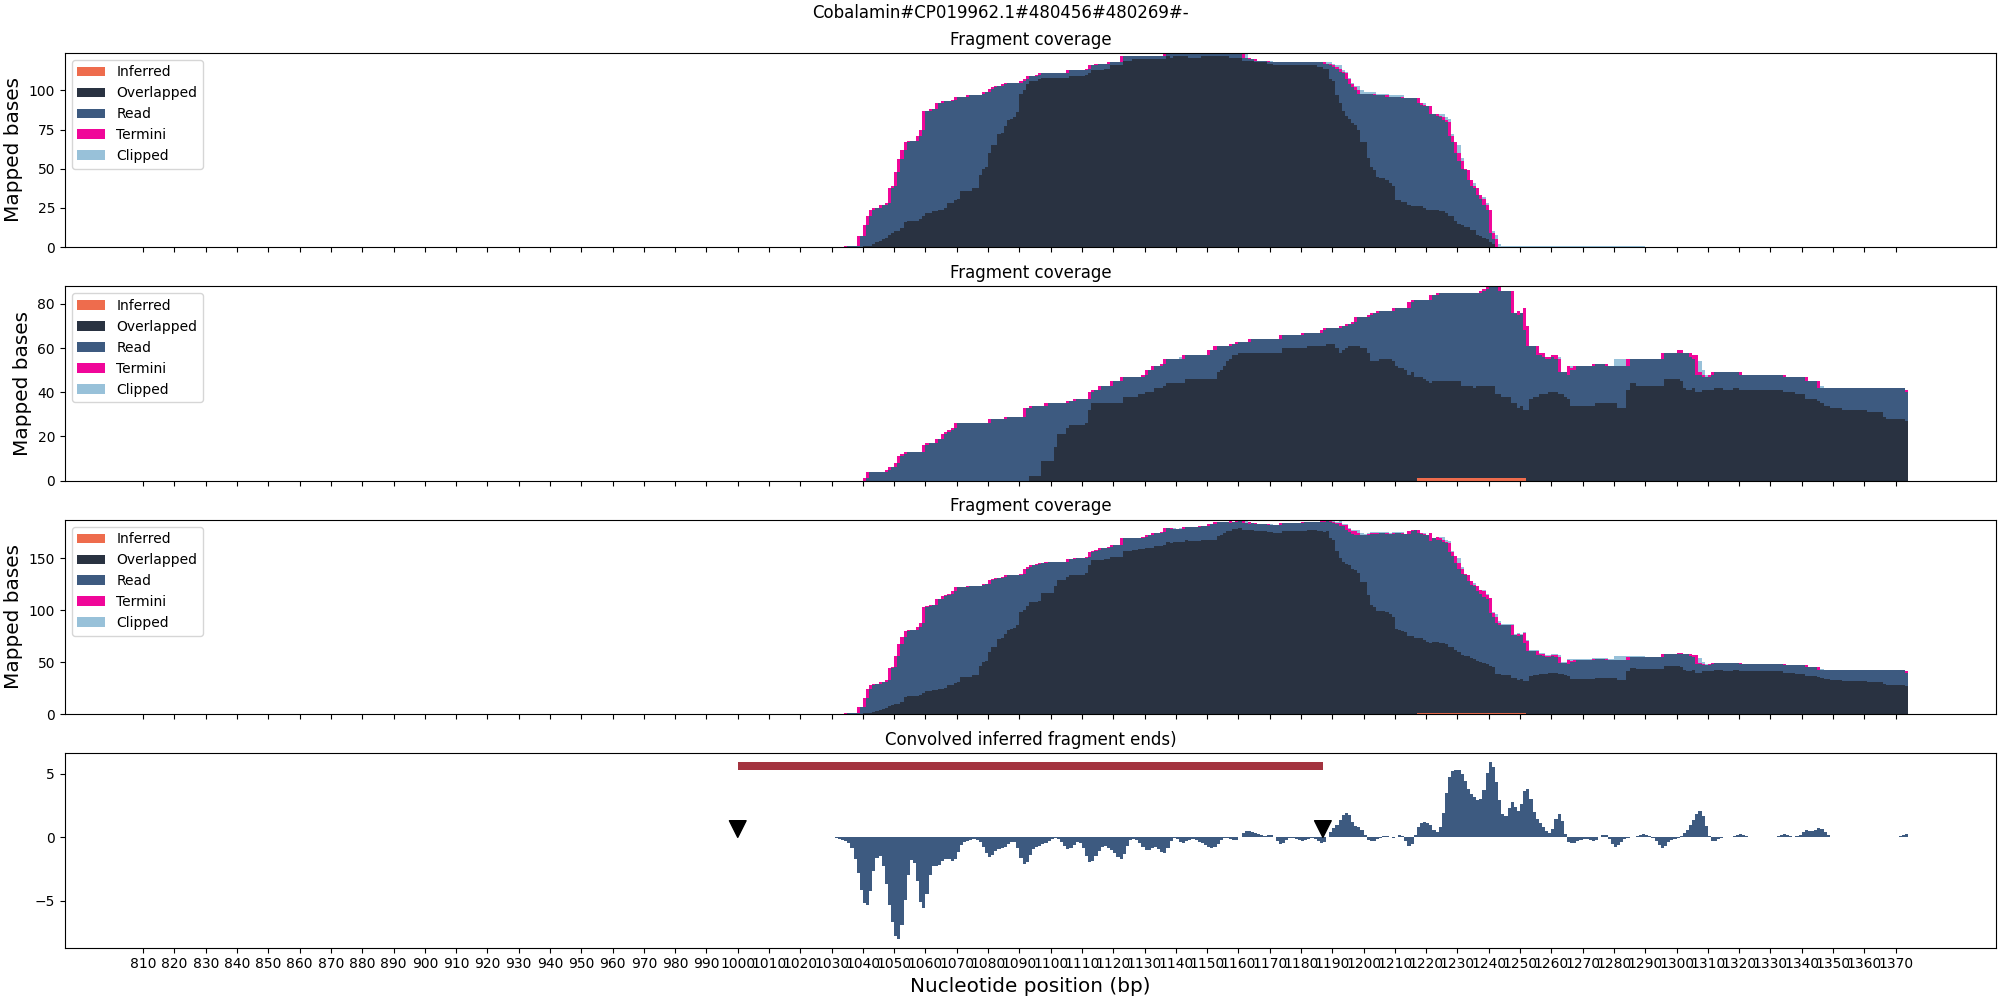 Cobalamin#CP019962.1#480456#480269#-
Fragment coverage
Mapped bases
100
75
50
25
0
Inferred
Overlapped
Read
Termini
Clipped
Fragment coverage
Mapped bases
80
60
40
20
0
Inferred
Overlapped
Read
Termini
Clipped
Fragment coverage
Mapped bases
150
100
50
0
Inferred
Overlapped
Read
Termini
Clipped
Convolved inferred fragment ends)
5
0
−5
810 820 830 840 850 860 870 880 890 900 910 920 930 940 950 960 970 980 990 1000 1010 1020 1030 1040 1050 1060 1070 1080 1090 1100 1110 1120 1130 1140 1150 1160 1170 1180 1190 1200 1210 1220 1230 1240 1250 1260 1270 1280 1290 1300 1310 1320 1330 1340 1350 1360 1370
Nucleotide position (bp)